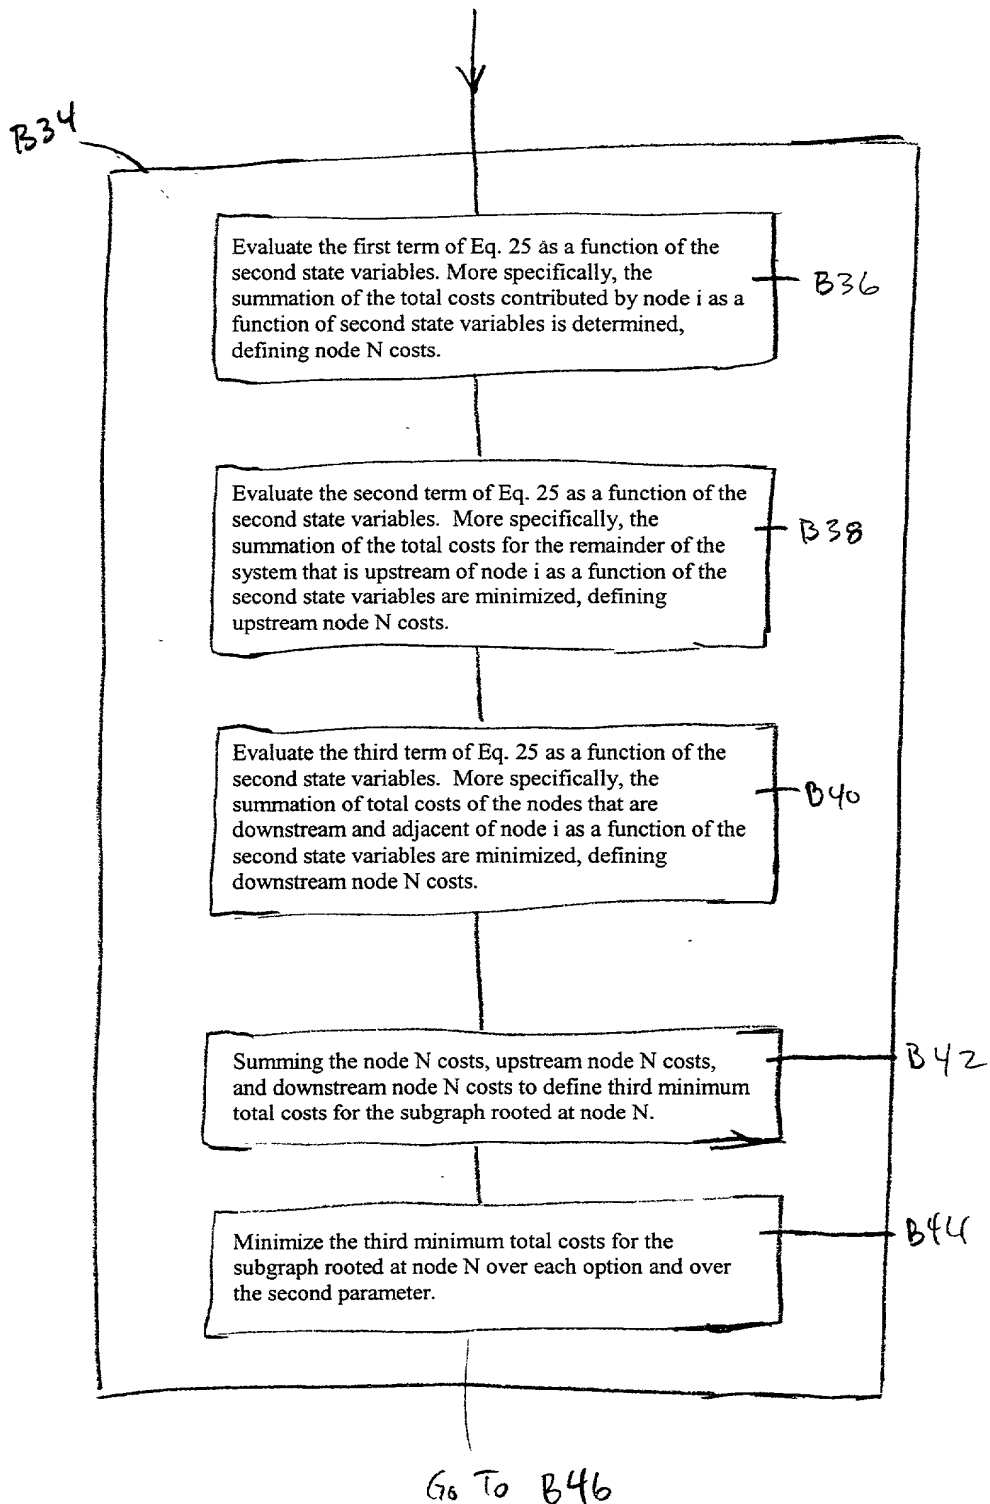 B34
Evaluate the first term of Eq. 25 as a function of the
second state variables. More specifically, the
summation of the total costs contributed by node i as a
function of second state variables is determined,
defining node N costs.
B36
Evaluate the second term of Eq. 25 as a function of the
second state variables. More specifically, the
summation of the total costs for the remainder of the
system that is upstream of node i as a function of the
second state variables are minimized, defining
upstream node N costs.
B38
Evaluate the third term of Eq. 25 as a function of the
second state variables. More specifically, the
summation of total costs of the nodes that are
downstream and adjacent of node i as a function of the
second state variables are minimized, defining
downstream node N costs.
B40
Summing the node N costs, upstream node N costs,
and downstream node N costs to define third minimum
total costs for the subgraph rooted at node N.
B42
Minimize the third minimum total costs for the
subgraph rooted at node N over each option and over
the second parameter.
B44
Go To B46